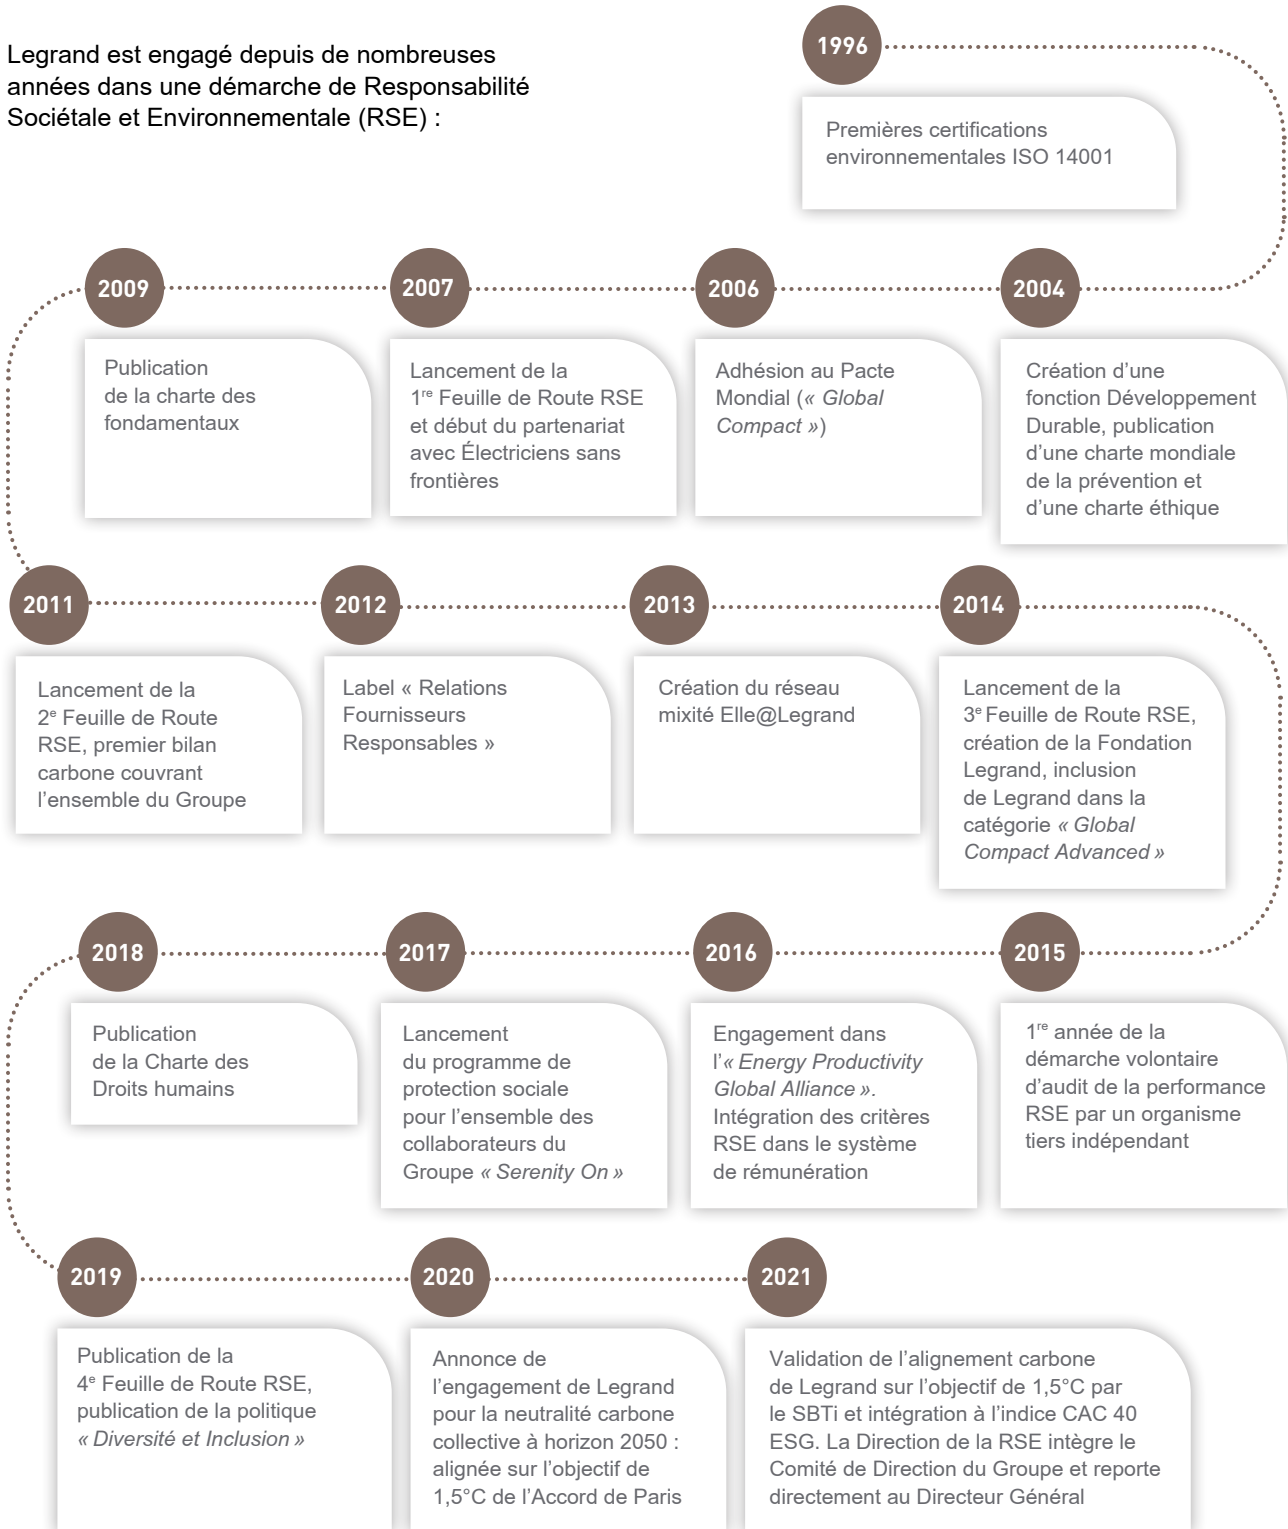 Legrand est engagé depuis de nombreuses
années dans une démarche de Responsabilité
Sociétale et Environnementale (RSE) :
1996
Premières certifications
environnementales ISO 14001
2004
Création d'une
fonction Développement
Durable, publication
d'une charte mondiale
de la prévention et
d'une charte éthique
2006
Adhésion au Pacte
Mondial (« Global
Compact »)
2007
Lancement de la
1re Feuille de Route RSE
et début du partenariat
avec Électriciens sans
frontières
2009
Publication
de la charte des
fondamentaux
2011
Lancement de la
2e Feuille de Route
RSE, premier bilan
carbone couvrant
l'ensemble du Groupe
2012
Label « Relations
Fournisseurs
Responsables »
2013
Création du réseau
mixité Elle@Legrand
2014
Lancement de la
3e Feuille de Route RSE,
création de la Fondation
Legrand, inclusion
de Legrand dans la
catégorie « Global
Compact Advanced »
2015
1re année de la
démarche volontaire
d'audit de la performance
RSE par un organisme
tiers indépendant
2016
Engagement dans
l'« Energy Productivity
Global Alliance ».
Intégration des critères
RSE dans le système
de rémunération
2017
Lancement
du programme de
protection sociale
pour l'ensemble des
collaborateurs du
Groupe « Serenity On »
2018
Publication
de la Charte des
Droits humains
2019
Publication de la
4e Feuille de Route RSE,
publication de la politique
« Diversité et Inclusion »
2020
Annonce de
l'engagement de Legrand
pour la neutralité carbone
collective à horizon 2050 :
alignée sur l'objectif de
1,5°C de l'Accord de Paris
2021
Validation de l'alignement carbone
de Legrand sur l'objectif de 1,5°C par
le SBTi et intégration à l'indice CAC 40
ESG. La Direction de la RSE intègre le
Comité de Direction du Groupe et reporte
directement au Directeur Général